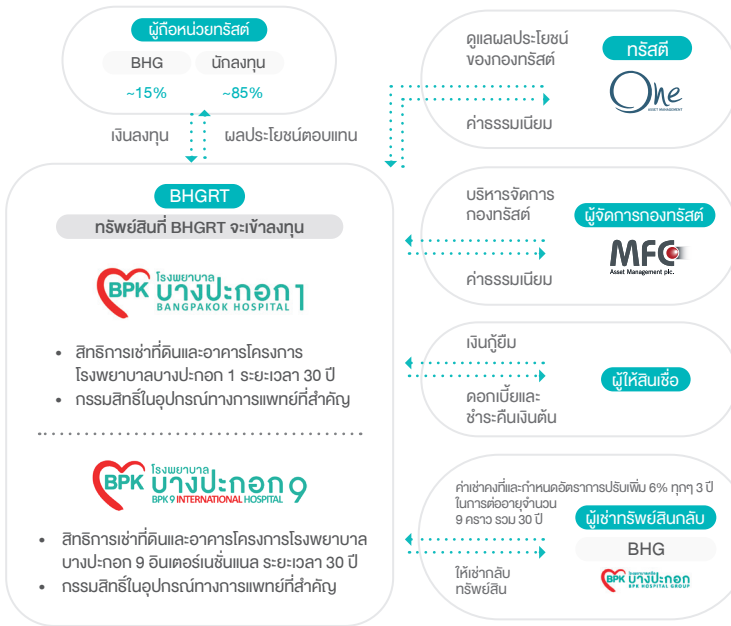 ผู้ถือหน่วยทรัสต์
BHG นักลงทุน
~15% ~85%
เงินลงทุน ผลประโยชน์ตอบแทน
BHGRT
ทรัพย์สินที่ BHGRT จะเข้าลงทุน
โรงพยาบาล
BPK บางปะกอก 1
BANGPAKOK HOSPITAL
• สิทธิการเช่าที่ดินและอาคารโครงการ
โรงพยาบาลบางปะกอก 1 ระยะเวลา 30 ปี
• กรรมสิทธิ์ในอุปกรณ์ทางการแพทย์ที่สำคัญ
โรงพยาบาล
BPK บางปะกอก 9
BPK 9 INTERNATIONAL HOSPITAL
• สิทธิการเช่าที่ดินและอาคารโครงการโรงพยาบาล
บางปะกอก 9 อินเตอร์เนชั่นแนล ระยะเวลา 30 ปี
• กรรมสิทธิ์ในอุปกรณ์ทางการแพทย์ที่สำคัญ
ดูแลผลประโยชน์
ของกองทรัสต์
ค่าธรรมเนียม
ทรัสตี
One
ASSET MANAGEMENT
บริหารจัดการ
กองทรัสต์
ค่าธรรมเนียม
ผู้จัดการกองทรัสต์
MFC
Asset Management plc.
เงินกู้ยืม
ดอกเบี้ยและ
ชำระคืนเงินต้น
ผู้ให้สินเชื่อ
ค่าเช่าคงที่และกำหนดอัตราการปรับเพิ่ม 6% ทุกๆ 3 ปี
ในการต่ออายุจำนวน
9 คราว รวม 30 ปี
ให้เช่ากลับ
ทรัพย์สิน
ผู้เช่าทรัพย์สินกลับ
BHG
BPK บางปะกอก
BPK HOSPITAL GROUP